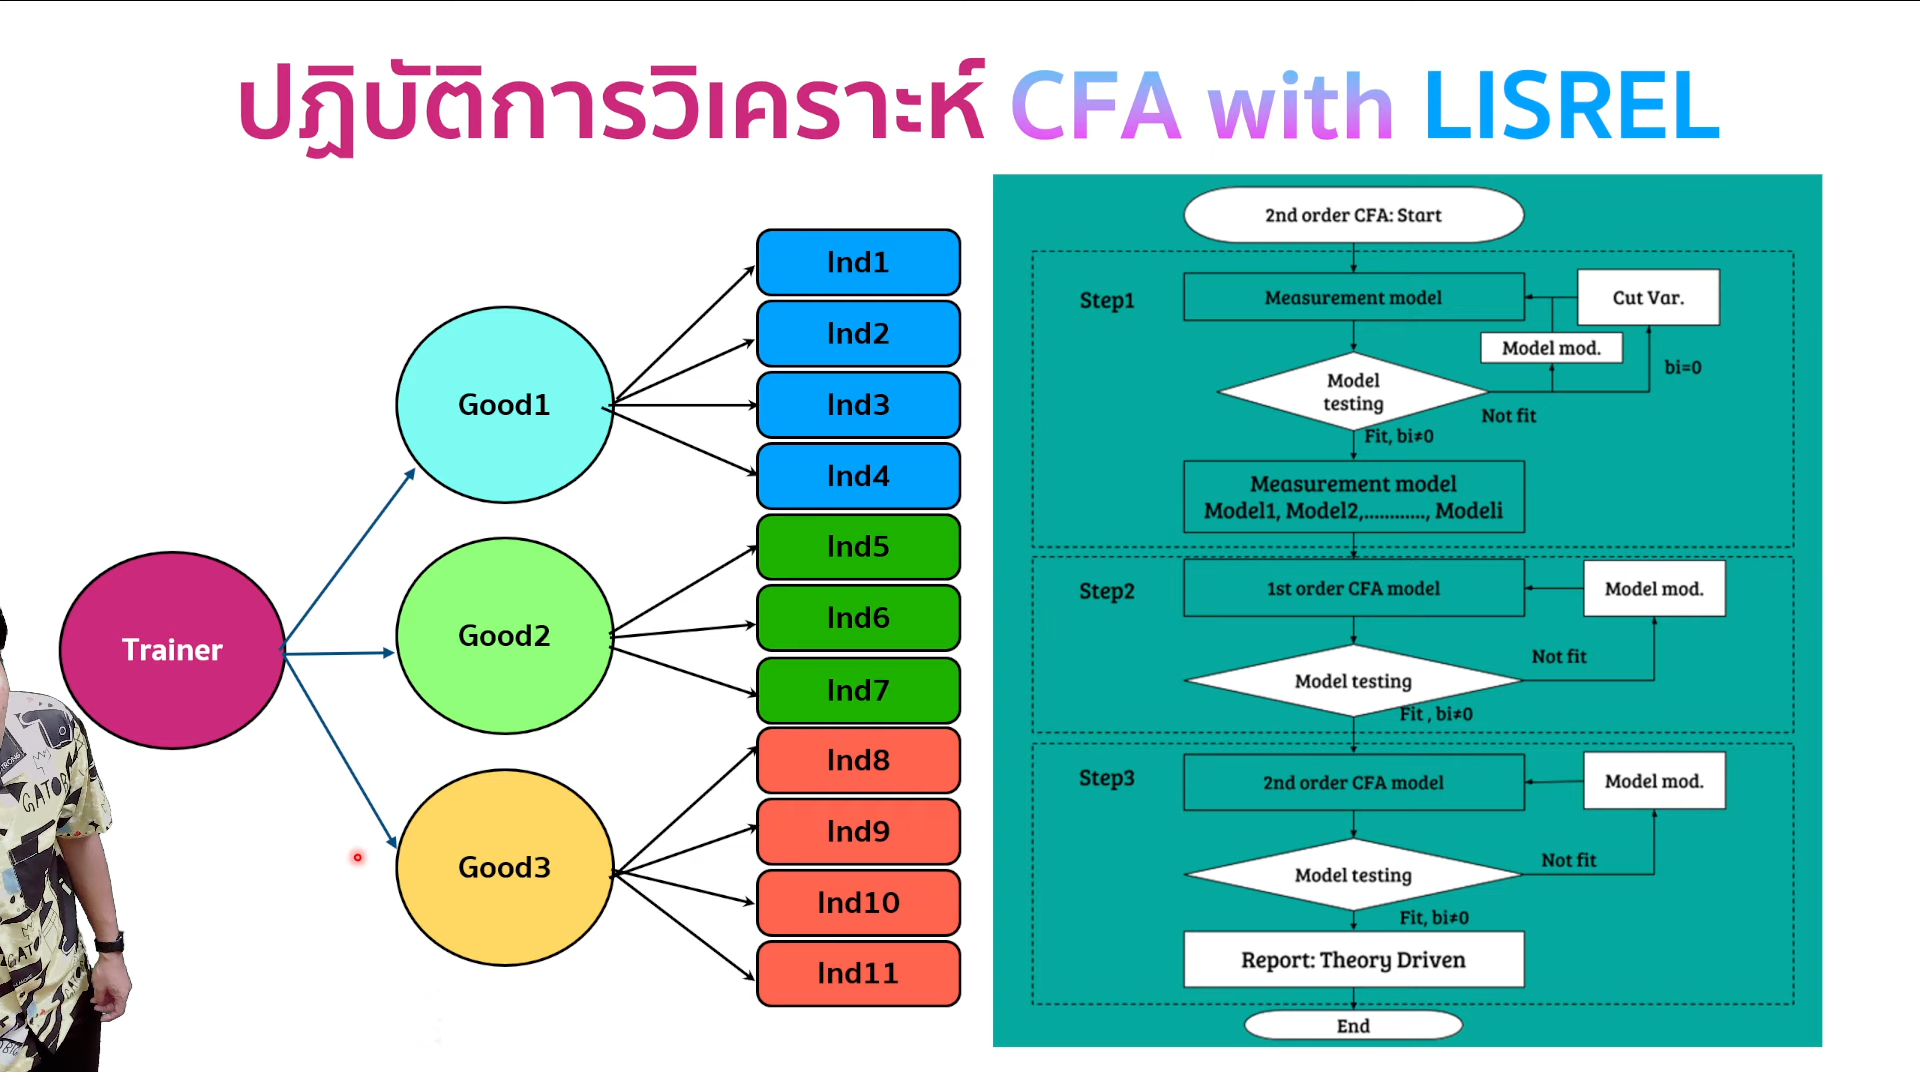 ปฏิบัติการวิเคราะห์ CFA with LISREL
Trainer
Good1
Good2
Good3
Ind1
Ind2
Ind3
Ind4
Ind5
Ind6
Ind7
Ind8
Ind9
Ind10
Ind11
2nd order CFA: Start
Step1
Measurement model
Cut Var.
Model mod.
bi=0
Model
testing
Not fit
Fit, bi≠0
Measurement model
Model1, Model2,............, Modeli
Step2
1st order CFA model
Model mod.
Not fit
Model testing
Fit , bi≠0
Step3
2nd order CFA model
Model mod.
Not fit
Model testing
Fit, bi≠0
Report: Theory Driven
End
GATOR
GATO